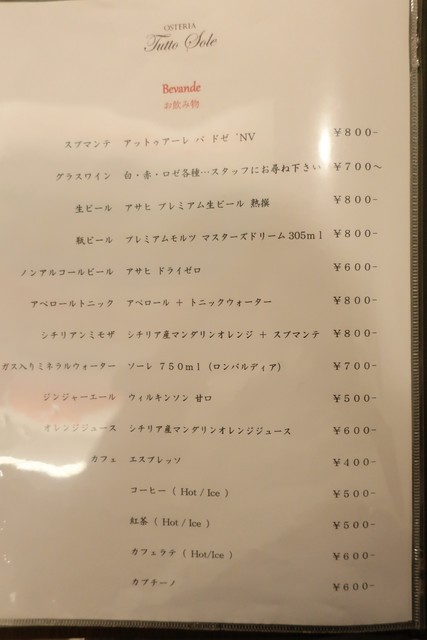 OSTERIA
Tutto Sole
Bevande
お飲み物
スプマンテ アットゥアーレ パ ドゼ 'NV ￥800-
グラスワイン 白・赤・ロゼ各種…スタッフにお尋ね下さい ￥700～
生ビール アサヒ プレミアム生ビール 熟撰 ￥800-
瓶ビール プレミアムモルツ マスターズドリーム 305ml ￥800-
ノンアルコールビール アサヒ ドライゼロ ￥600-
アペロールトニック アペロール + トニックウォーター ￥800-
シチリアンミモザ シチリア産マンダリンオレンジ + スプマンテ ￥800-
ガス入りミネラルウォーター ソーレ 750ml (ロンバルディア) ￥700-
ジンジャーエール ウィルキンソン 甘口 ￥500-
オレンジジュース シチリア産マンダリンオレンジジュース ￥600-
カフェ エスプレッソ ￥400-
コーヒー ( Hot / Ice ) ￥500-
紅茶 ( Hot / Ice ) ￥500-
カフェラテ ( Hot/Ice ) ￥600-
カプチーノ ￥600-